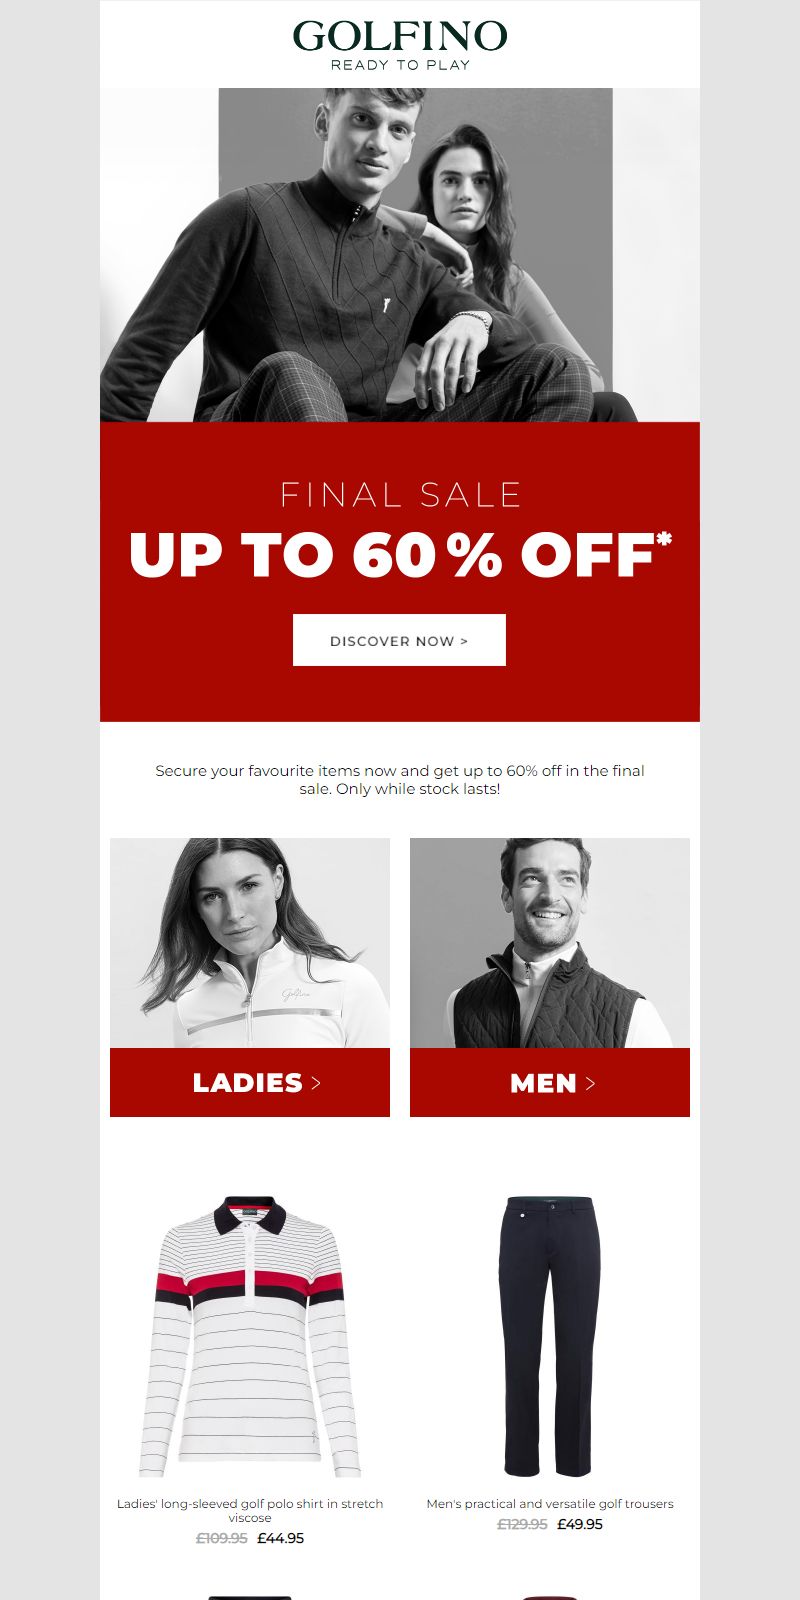 GOLFINO
READY TO PLAY
FINAL SALE
UP TO 60% OFF*
DISCOVER NOW >
Secure your favourite items now and get up to 60% off in the final
sale. Only while stock lasts!
Golfino
LADIES >
MEN >
Ladies' long-sleeved golf polo shirt in stretch
viscose
£109.95 £44.95
Men's practical and versatile golf trousers
£129.95 £49.95